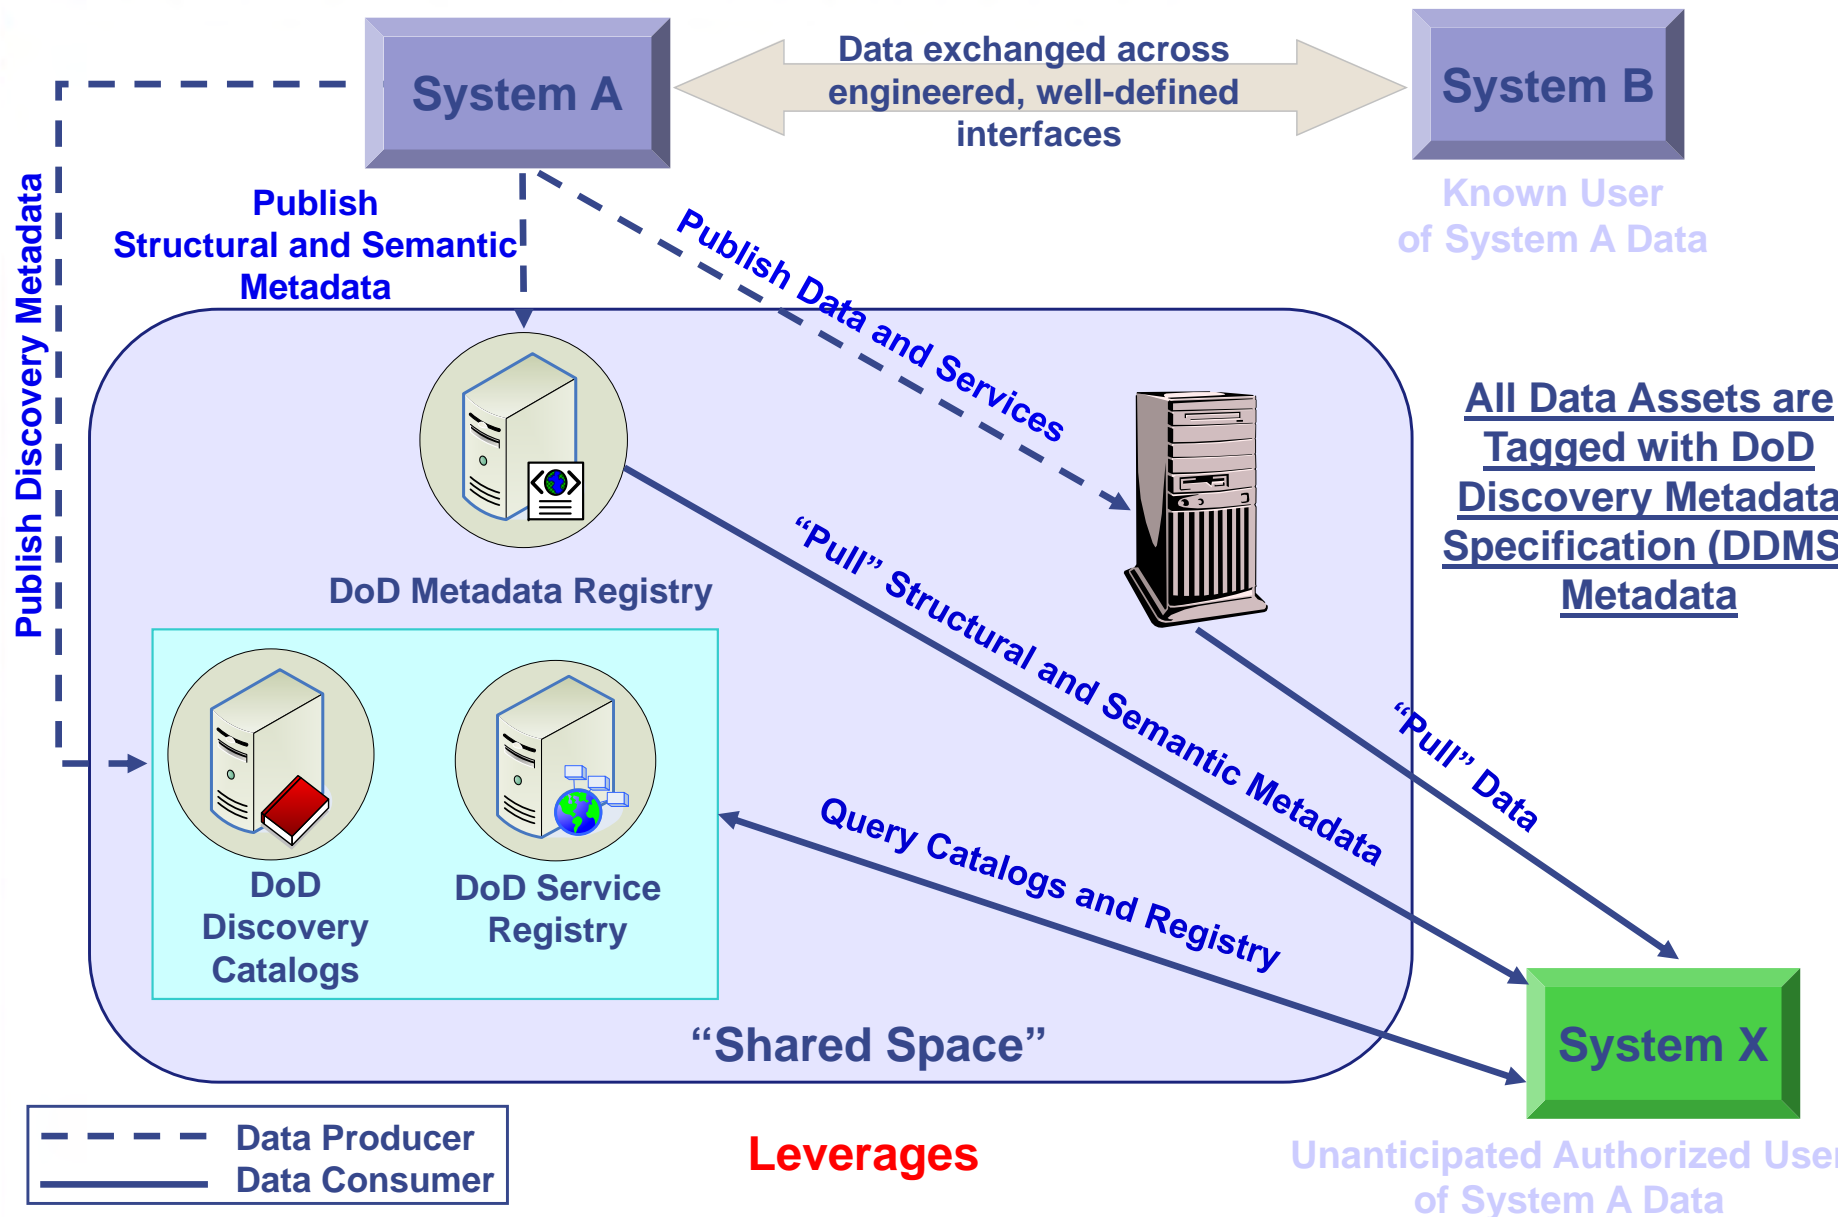 System A
Data exchanged across
engineered, well-defined
interfaces
System B
Known User
of System A Data
Publish Discovery Metadata
Publish
Structural and Semantic
Metadata
Publish Data and Services
All Data Assets are
Tagged with DoD
Discovery Metadata
Specification (DDMS
Metadata
DoD Metadata Registry
“Pull” Structural and Semantic Metadata
“Pull” Data
Query Catalogs and Registry
DoD
Discovery
Catalogs
DoD Service
Registry
“Shared Space”
System X
Unanticipated Authorized User
of System A Data
Data Producer
Data Consumer
Leverages